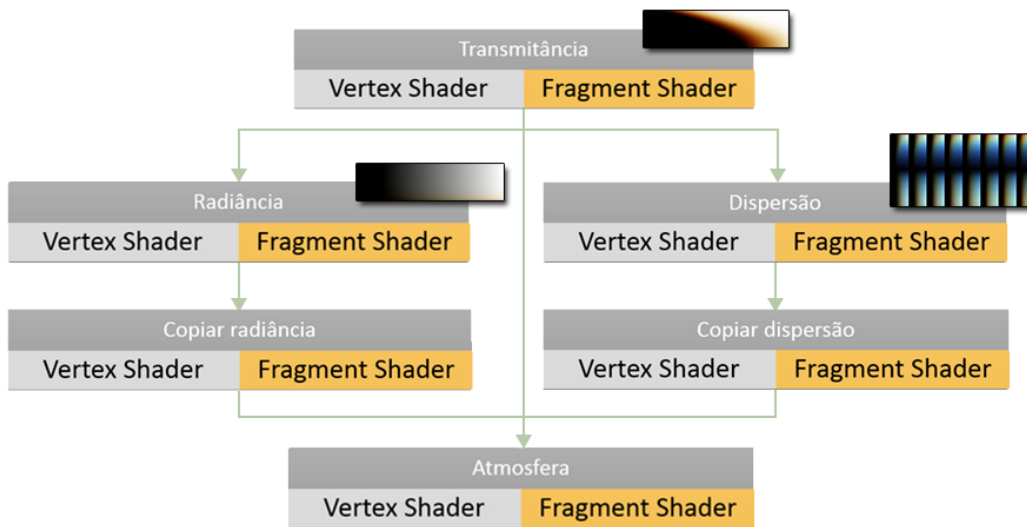 Transmitância
Vertex Shader Fragment Shader
Radiância
Vertex Shader Fragment Shader
Dispersão
Vertex Shader Fragment Shader
Copiar radiância
Vertex Shader Fragment Shader
Copiar dispersão
Vertex Shader Fragment Shader
Atmosfera
Vertex Shader Fragment Shader